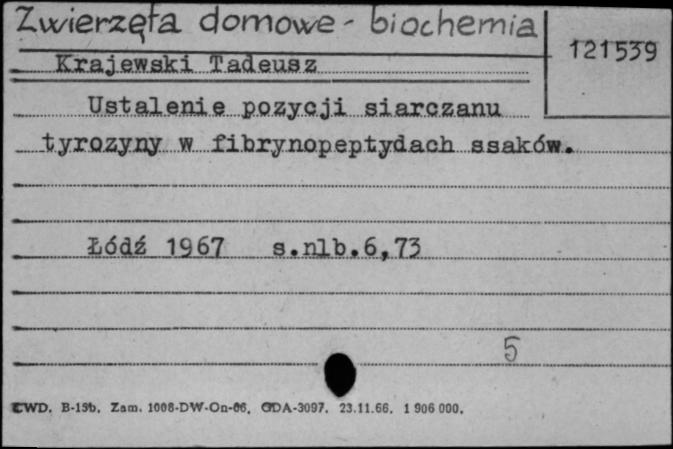 Zwierzęta domowe - biochemia
121539
Krajewski Tadeusz
Ustalenie pozycji siarczanu
tyrozyny w fibrynopeptydach ssaków.
Łódź 1967 s.nlb.6,73
5
CWD. B-15b. Zam. 1008-DW-On-66. GDA-3097. 23.11.66. 1 906 000.